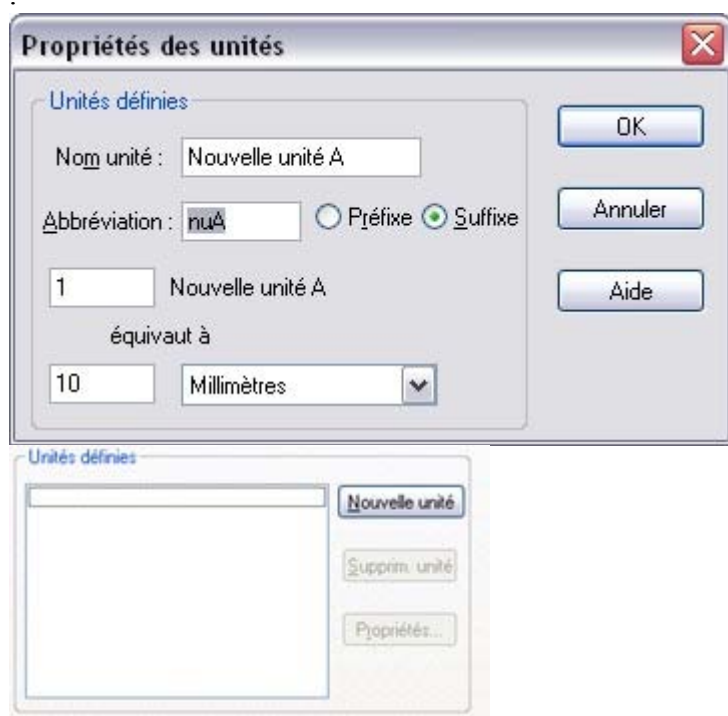 .
Propriétés des unités
Unités définies
Nom unité : Nouvelle unité A
OK
Abbréviation : nuA Préfixe Suffixe
Annuler
1 Nouvelle unité A
Aide
équivaut à
10 Millimètres
Unités définies
Nouvelle unité
Supprim. unité
Propriétés...